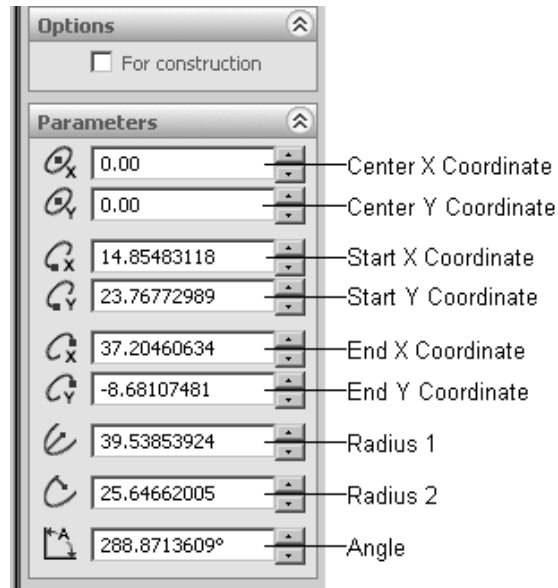 Options
For construction
Parameters
X 0.00 Center X Coordinate
Y 0.00 Center Y Coordinate
X 14.85483118 Start X Coordinate
Y 23.76772989 Start Y Coordinate
X 37.20460634 End X Coordinate
Y -8.68107481 End Y Coordinate
39.53853924 Radius 1
25.64662005 Radius 2
A 288.8713609° Angle